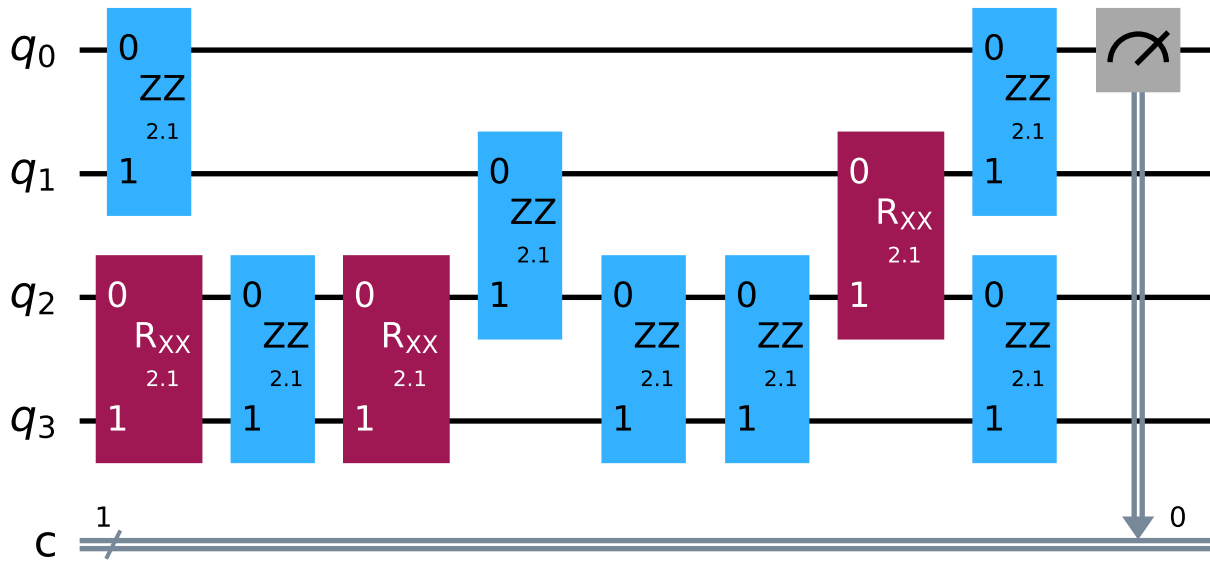 q0 0 ZZ 2.1 1 0 ZZ 2.1
q1 1 0 ZZ 2.1 1 0 RXX 2.1 1 1
q2 0 RXX 2.1 1 0 ZZ 2.1 1 0 RXX 2.1 1 0 ZZ 2.1 1 0 ZZ 2.1 1 0 ZZ 2.1 1
q3
1 0
c